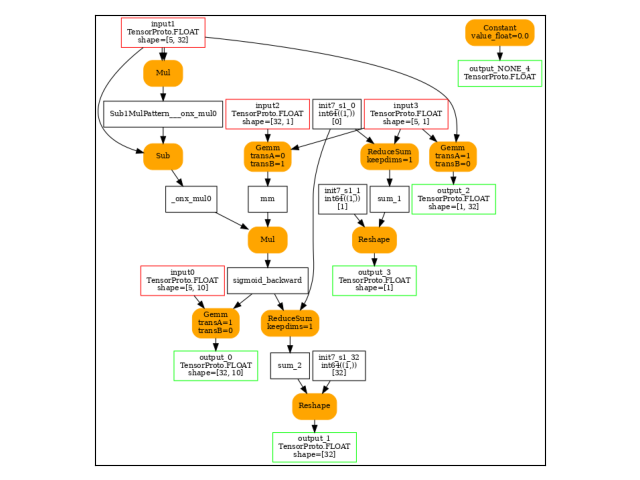 input1
TensorProto.FLOAT
shape=[5, 32]
Constant
value_float=0.0
Mul
output_NONE_4
TensorProto.FLOAT
Sub1MulPattern___onx_mul0
input2
TensorProto.FLOAT
shape=[32, 1]
init7_s1_0
int64((1,))
[0]
input3
TensorProto.FLOAT
shape=[5, 1]
Sub
Gemm
transA=0
transB=1
ReduceSum
keepdims=1
Gemm
transA=1
transB=0
_onx_mul0
mm
init7_s1_1
int64((1,))
[1]
sum_1
output_2
TensorProto.FLOAT
shape=[1, 32]
Mul
Reshape
input0
TensorProto.FLOAT
shape=[5, 10]
sigmoid_backward
output_3
TensorProto.FLOAT
shape=[1]
Gemm
transA=1
transB=0
ReduceSum
keepdims=1
output_0
TensorProto.FLOAT
shape=[32, 10]
sum_2
init7_s1_32
int64((1,))
[32]
Reshape
output_1
TensorProto.FLOAT
shape=[32]